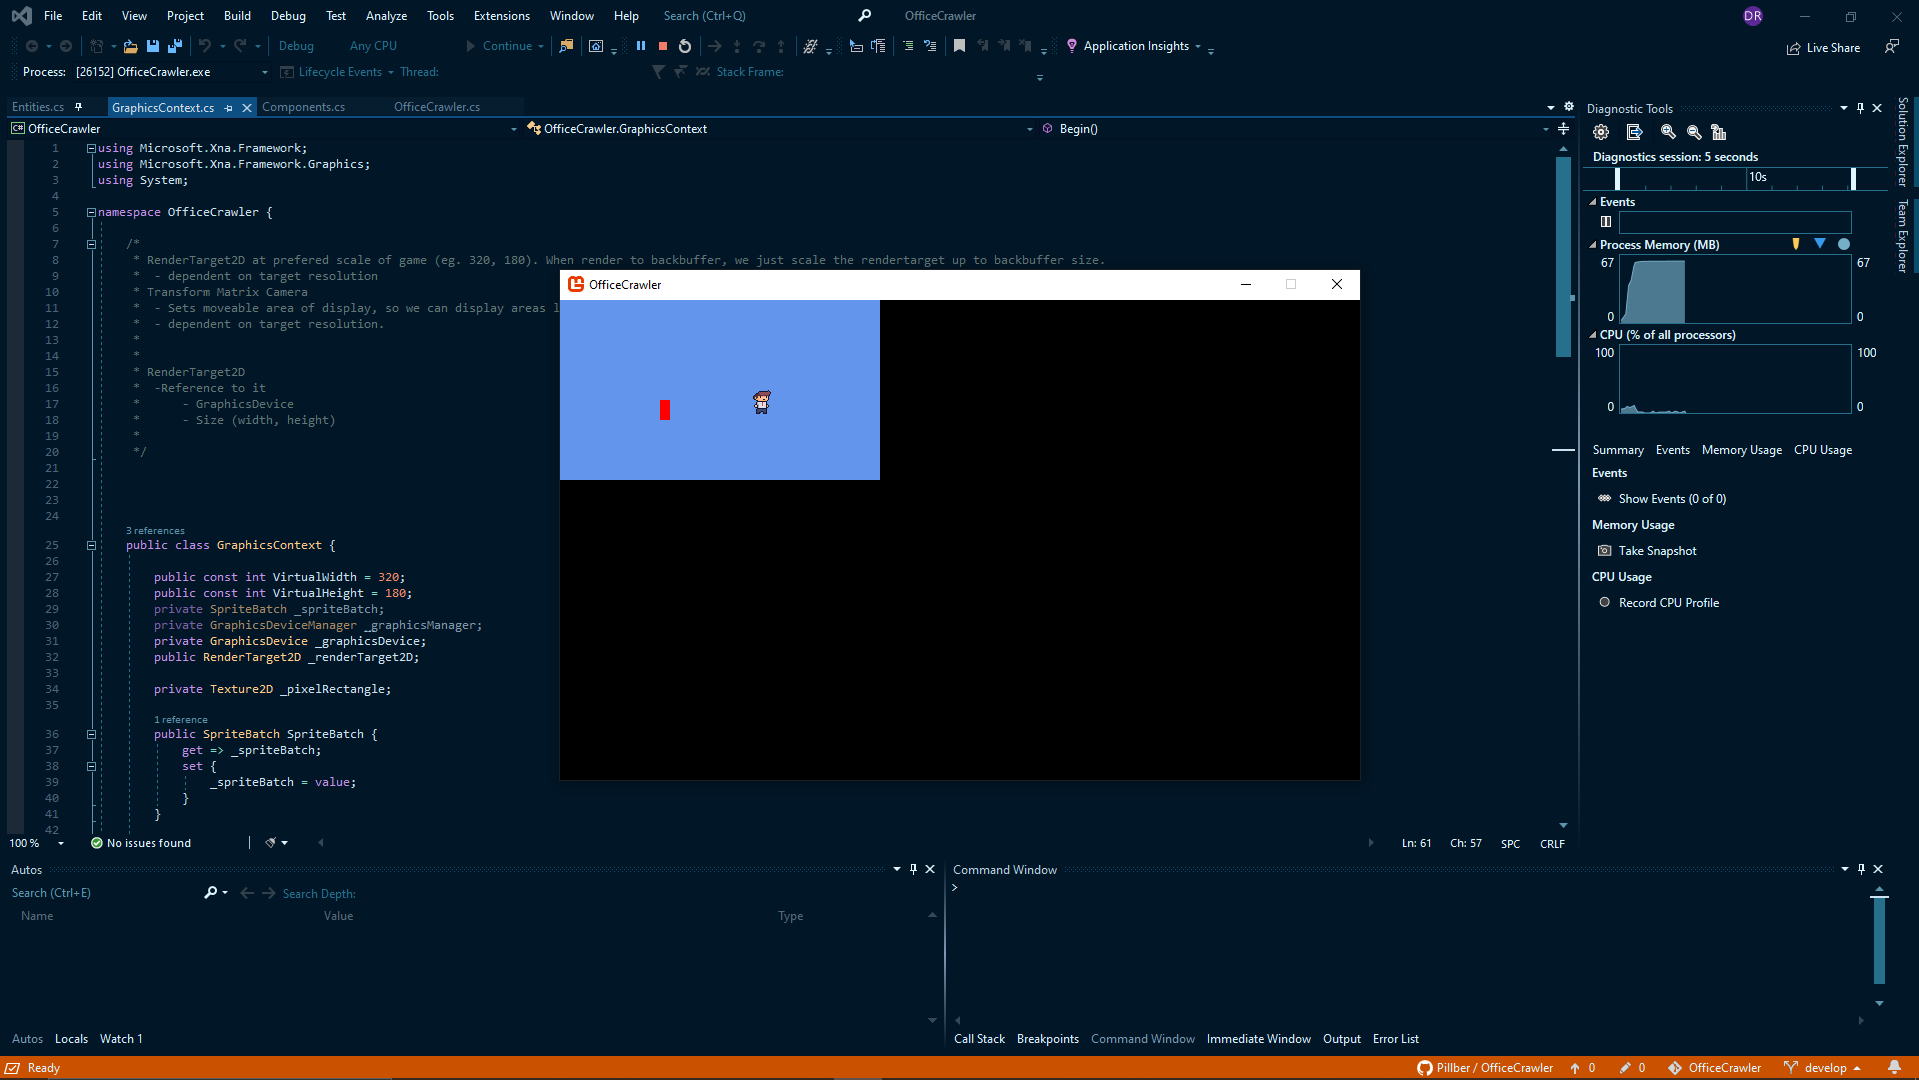 File Edit View Project Build Debug Test Analyze Tools Extensions Window Help Search (Ctrl+Q) OfficeCrawler DR
Debug Any CPU Continue Application Insights Live Share
Process: [26152] OfficeCrawler.exe Lifecycle Events Thread: Stack Frame:
Entities.cs GraphicsContext.cs Components.cs OfficeCrawler.cs
C# OfficeCrawler OfficeCrawler.GraphicsContext Begin()
1 using Microsoft.Xna.Framework;
2 using Microsoft.Xna.Framework.Graphics;
3 using System;
4
5 namespace OfficeCrawler {
6
7 /*
8 * RenderTarget2D at prefered scale of game (eg. 320, 180). When render to backbuffer, we just scale the rendertarget up to backbuffer size.
9 * - dependent on target resolution
10 * Transform Matrix Camera
11 * - Sets moveable area of display, so we can display areas l
12 * - dependent on target resolution.
13 *
14 *
15 * RenderTarget2D
16 * -Reference to it
17 * - GraphicsDevice
18 * - Size (width, height)
19 *
20 */
21
22
23
24
3 references
25 public class GraphicsContext {
26
27 public const int VirtualWidth = 320;
28 public const int VirtualHeight = 180;
29 private SpriteBatch _spriteBatch;
30 private GraphicsDeviceManager _graphicsManager;
31 private GraphicsDevice _graphicsDevice;
32 public RenderTarget2D _renderTarget2D;
33
34 private Texture2D _pixelRectangle;
35
1 reference
36 public SpriteBatch SpriteBatch {
37 get => _spriteBatch;
38 set {
39 _spriteBatch = value;
40 }
41 }
42
OfficeCrawler
100 % No issues found Ln: 61 Ch: 57 SPC CRLF
Diagnostic Tools
Diagnostics session: 5 seconds
10s
Events
Process Memory (MB)
67 67
0 0
CPU (% of all processors)
100 100
0 0
Summary Events Memory Usage CPU Usage
Events
Show Events (0 of 0)
Memory Usage
Take Snapshot
CPU Usage
Record CPU Profile
Solution Explorer
Team Explorer
Autos
Search (Ctrl+E) Search Depth:
Name Value Type
Autos Locals Watch 1
Command Window
>
Call Stack Breakpoints Command Window Immediate Window Output Error List
Ready Pillber / OfficeCrawler 0 0 OfficeCrawler develop